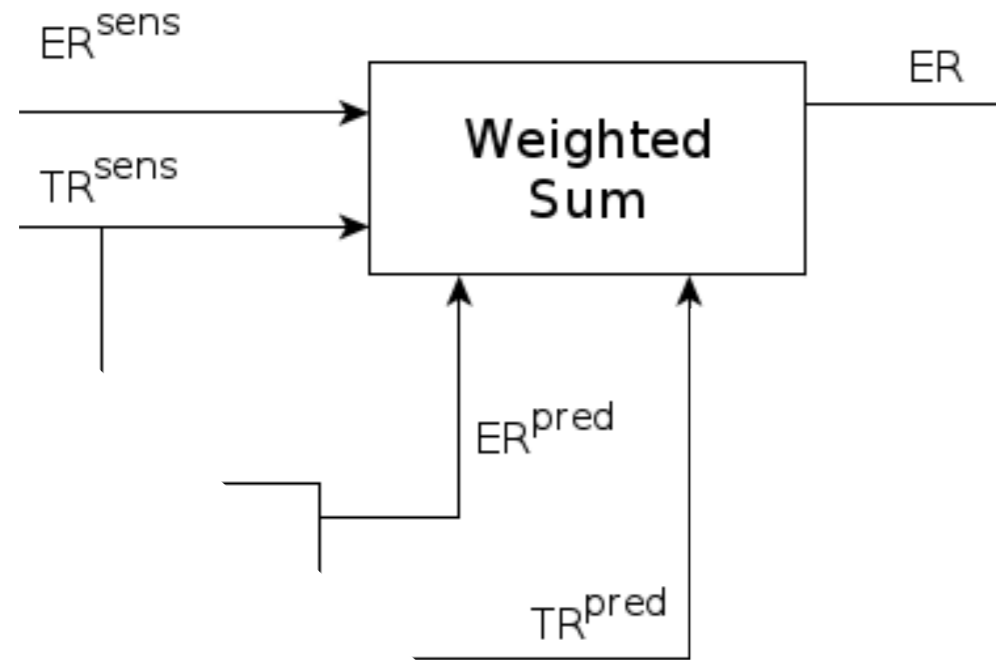 ER^sens
ER
Weighted
Sum
TR^sens
ER^pred
TR^pred